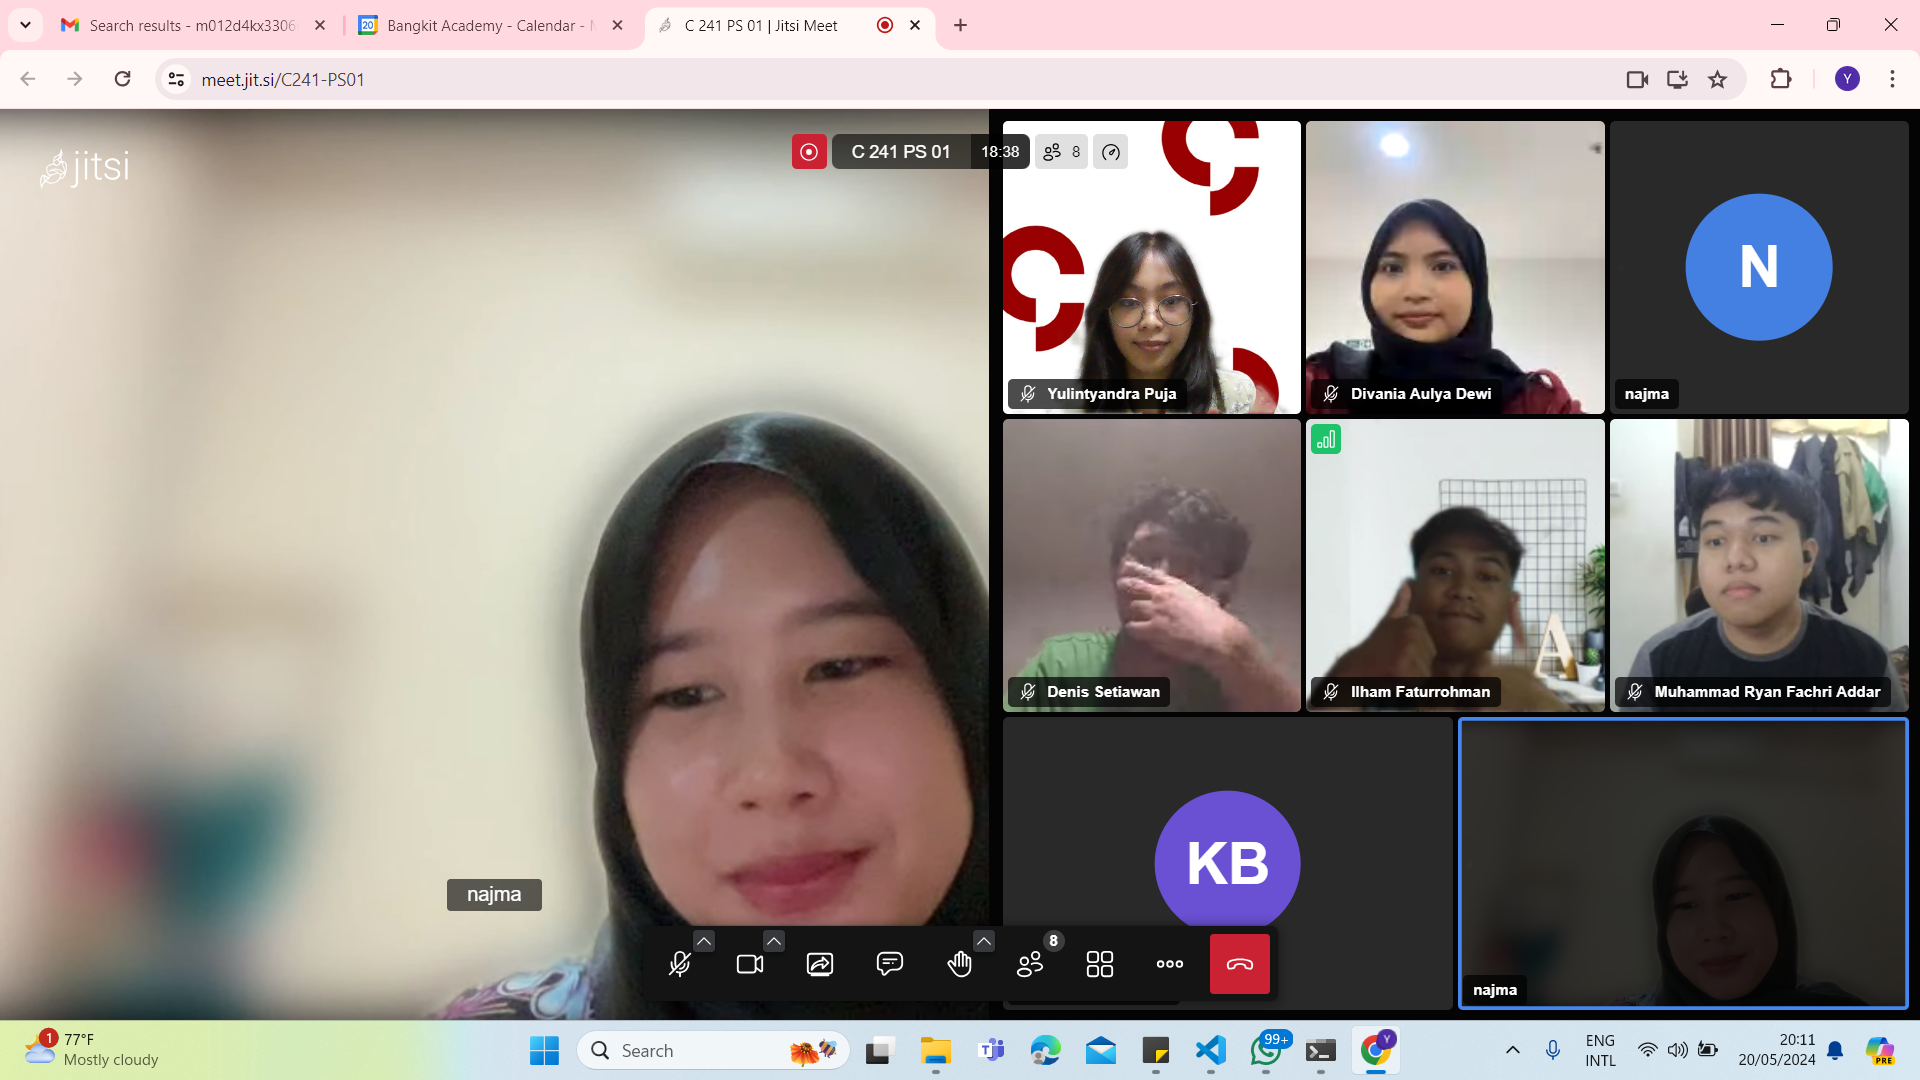 Search results - m012d4kx3306
Bangkit Academy - Calendar -
C 241 PS 01 | Jitsi Meet
meet.jit.si/C241-PS01
Y
jitsi
C 241 PS 01
18:38
8
Yulintyandra Puja
Divania Aulya Dewi
N
najma
Denis Setiawan
Ilham Faturrohman
A
Muhammad Ryan Fachri Addar
najma
KB
najma
8
1
77°F
Mostly cloudy
Search
99+
Y
ENG
INTL
20:11
20/05/2024
PRE